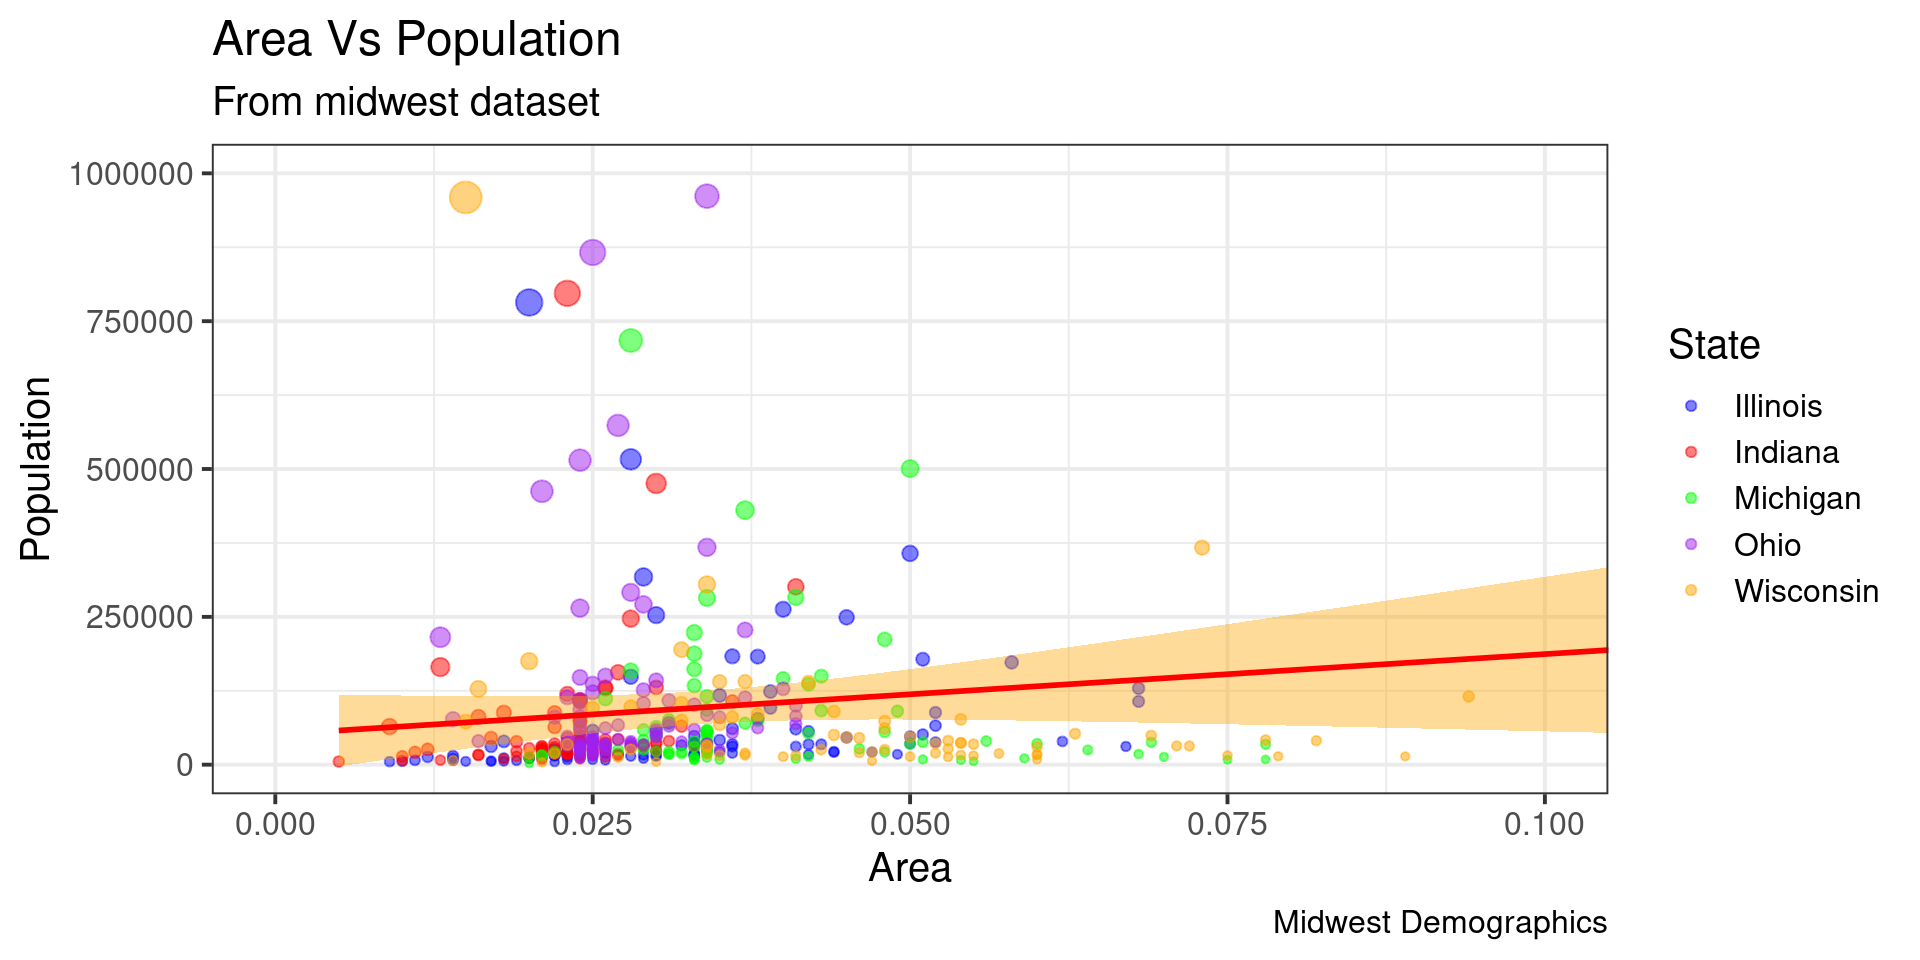 Area Vs Population
From midwest dataset
1000000
750000
500000
250000
0
Population
0.000
0.025
0.050
0.075
0.100
Area
State
Illinois
Indiana
Michigan
Ohio
Wisconsin
Midwest Demographics